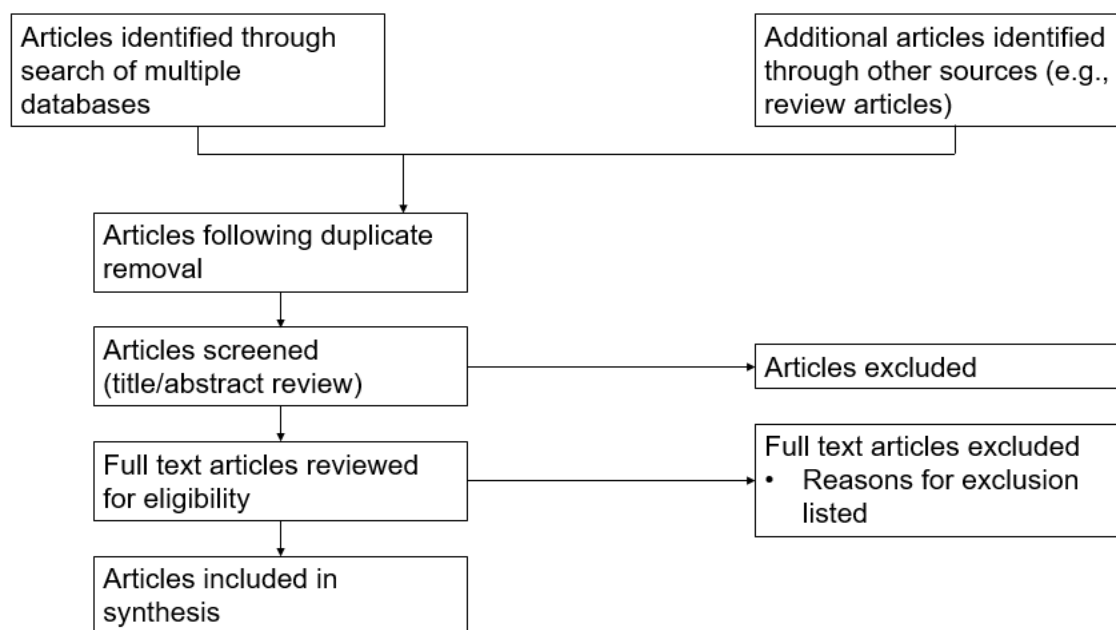 Articles identified through
search of multiple
databases
Additional articles identified
through other sources (e.g.,
review articles)
Articles following duplicate
removal
Articles screened
(title/abstract review)
Articles excluded
Full text articles reviewed
for eligibility
Full text articles excluded
• Reasons for exclusion
listed
Articles included in
synthesis